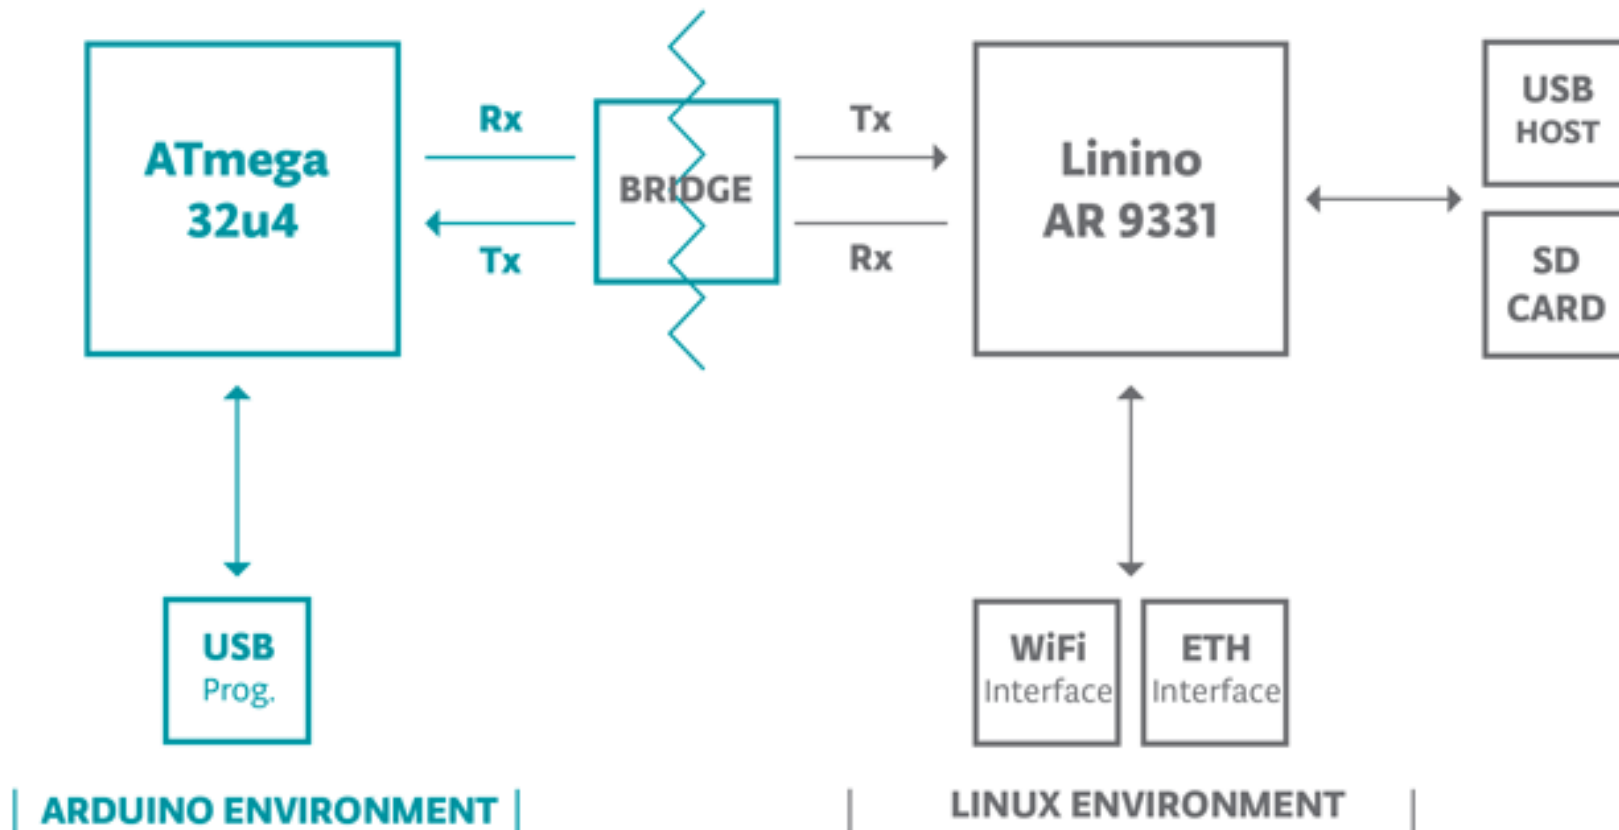 ATmega
32u4
Rx
Tx
BRIDGE
Tx
Rx
Linino
AR 9331
USB
HOST
SD
CARD
USB
Prog.
WiFi
Interface
ETH
Interface
ARDUINO ENVIRONMENT
LINUX ENVIRONMENT